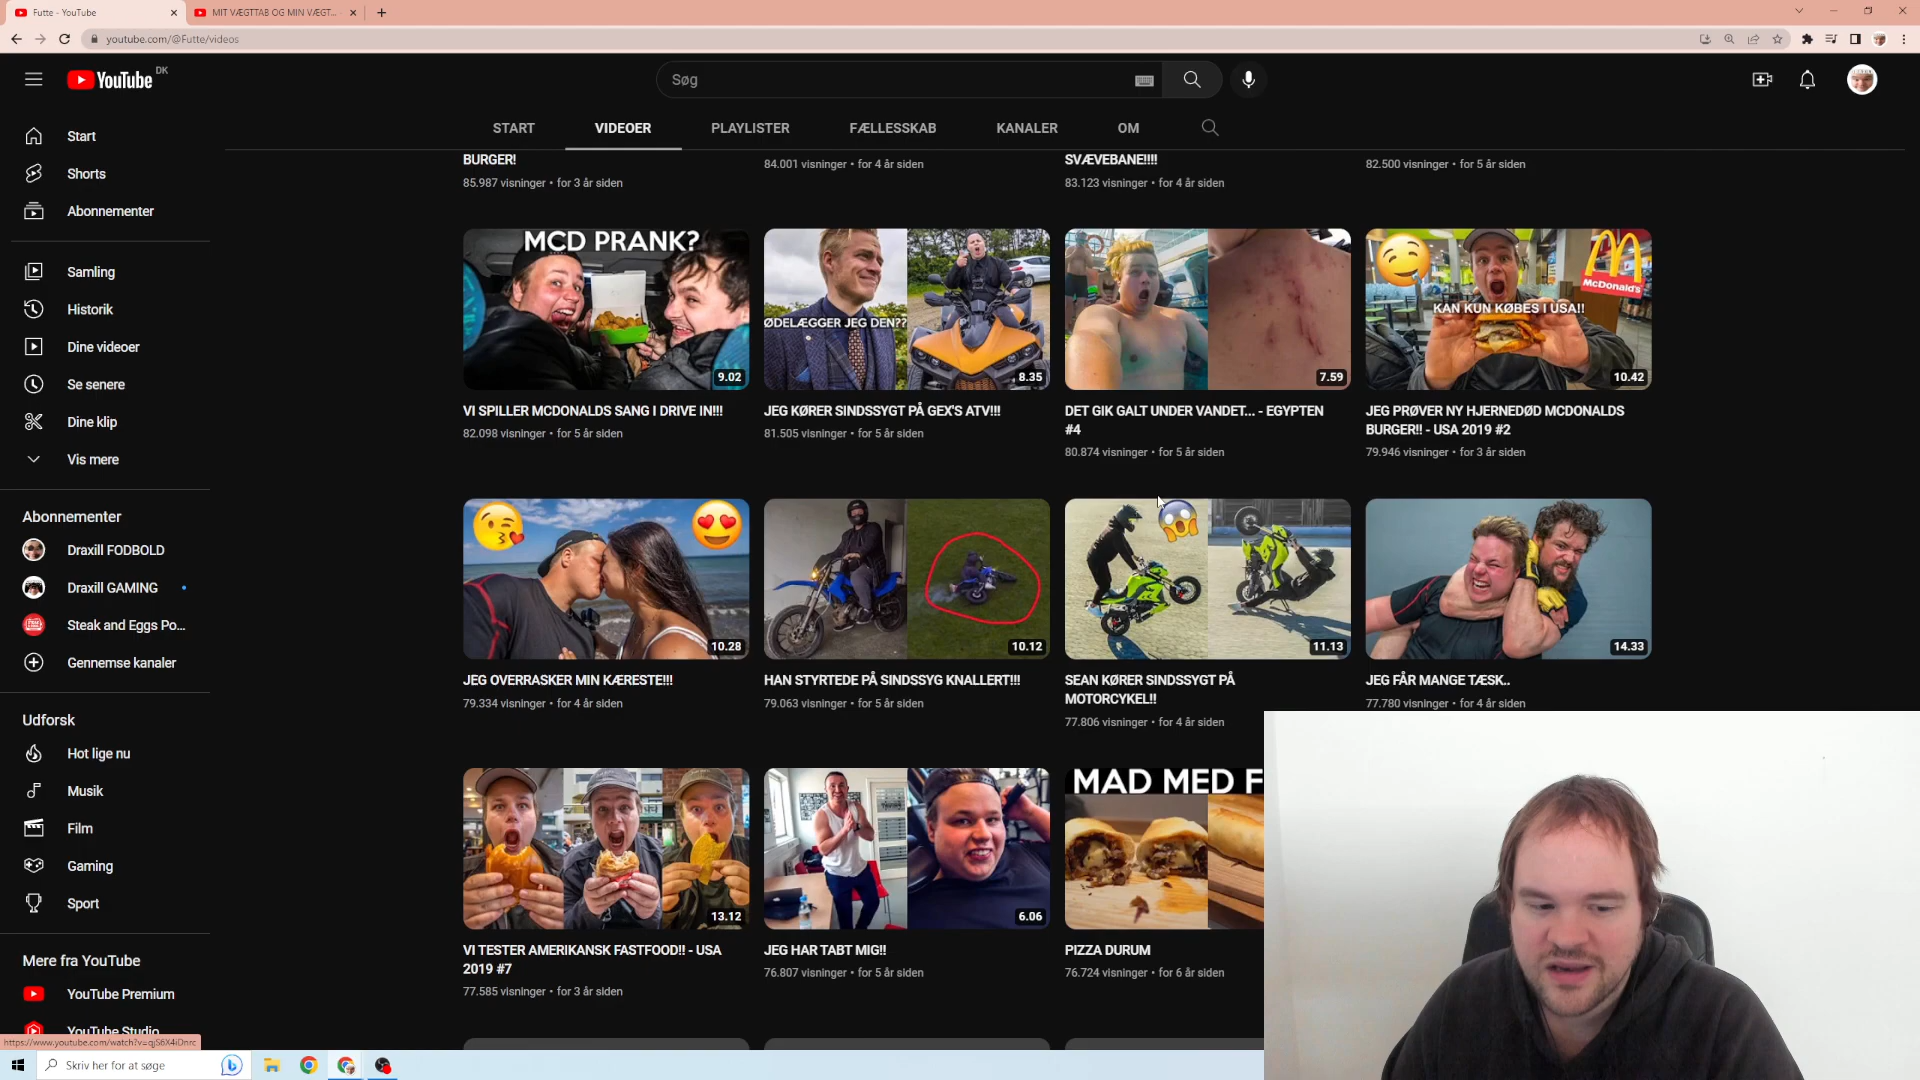 Futte - YouTube
MIT VÆGTTAB OG MIN VÆGT...
youtube.com/@Futte/videos
YouTube DK
Søg
START VIDEOER PLAYLISTER FÆLLESSKAB KANALER OM
Start
Shorts
Abonnementer
Samling
Historik
Dine videoer
Se senere
Dine klip
Vis mere
Abonnementer
Draxill FODBOLD
Draxill GAMING
Steak and Eggs Po...
Gennemse kanaler
Udforsk
Hot lige nu
Musik
Film
Gaming
Sport
Mere fra YouTube
YouTube Premium
YouTube Studio
BURGER!
85.987 visninger • for 3 år siden
84.001 visninger • for 4 år siden
SVÆVEBANE!!!!
83.123 visninger • for 4 år siden
82.500 visninger • for 5 år siden
MCD PRANK?
9.02
VI SPILLER MCDONALDS SANG I DRIVE IN!!!
82.098 visninger • for 5 år siden
ØDELÆGGER JEG DEN??
8.35
JEG KØRER SINDSSYGT PÅ GEX'S ATV!!!
81.505 visninger • for 5 år siden
7.59
DET GIK GALT UNDER VANDET... - EGYPTEN
#4
80.874 visninger • for 5 år siden
McDonald's
KAN KUN KØBES I USA!!
10.42
JEG PRØVER NY HJERNEDØD MCDONALDS
BURGER!! - USA 2019 #2
79.946 visninger • for 3 år siden
10.28
JEG OVERRASKER MIN KÆRESTE!!!
79.334 visninger • for 4 år siden
10.12
HAN STYRTEDE PÅ SINDSSYG KNALLERT!!!
79.063 visninger • for 5 år siden
11.13
SEAN KØRER SINDSSYGT PÅ
MOTORCYKEL!!
77.806 visninger • for 4 år siden
14.33
JEG FÅR MANGE TÆSK..
77.780 visninger • for 4 år siden
13.12
VI TESTER AMERIKANSK FASTFOOD!! - USA
2019 #7
77.585 visninger • for 3 år siden
6.06
JEG HAR TABT MIG!!
76.807 visninger • for 5 år siden
MAD MED F
PIZZA DURUM
76.724 visninger • for 6 år siden
https://www.youtube.com/watch?v=qjS6X4iDnrc
Skriv her for at søge